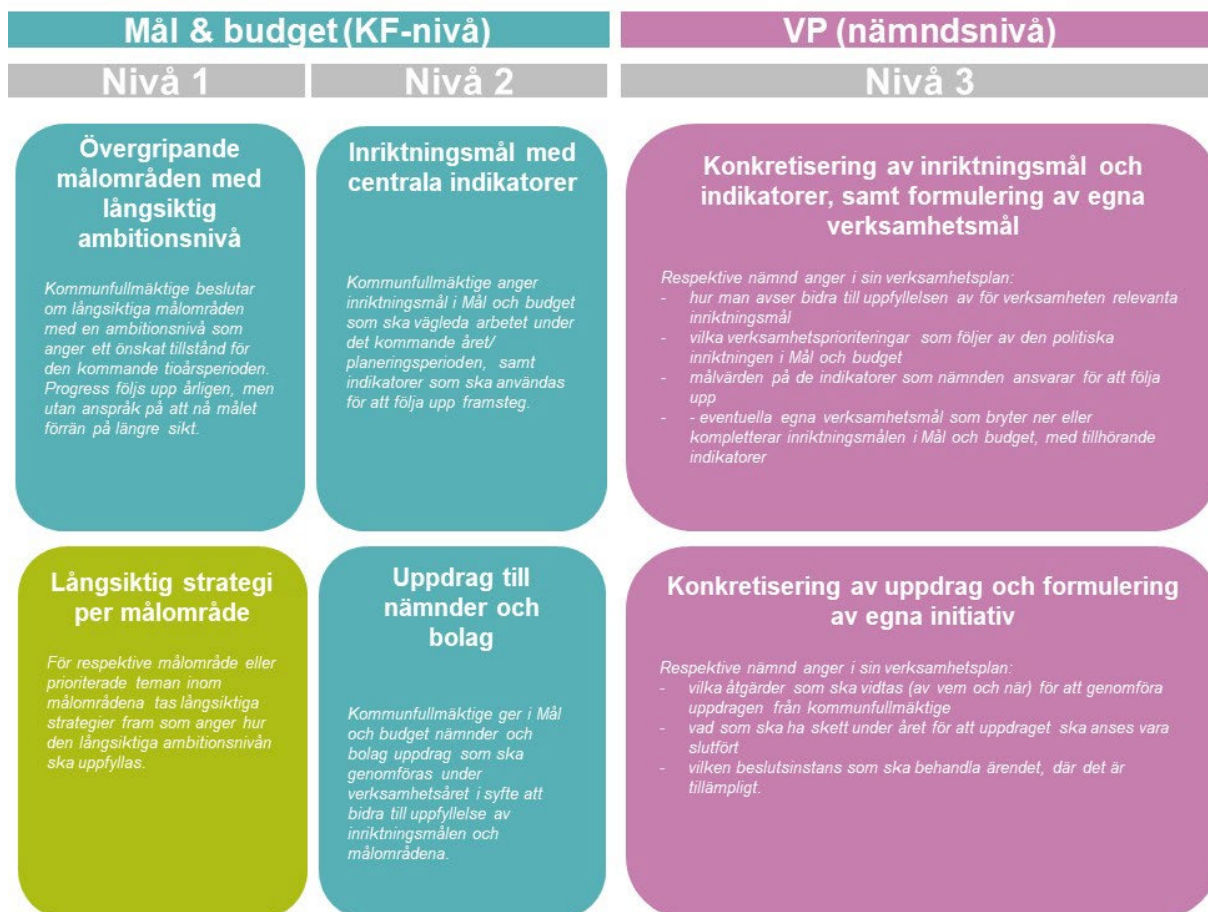 Mål & budget (KF-nivå)
VP (nämndsnivå)
Nivå 1
Nivå 2
Nivå 3
Övergripande
målområden med
långsiktig
ambitionsnivå
Kommunfullmäktige beslutar
om långsiktiga målområden
med en ambitionsnivå som
anger ett önskat tillstånd för
den kommande tioårsperioden.
Progress följs upp årligen, men
utan anspråk på att nå målet
förrän på längre sikt.
Inriktningsmål med
centrala indikatorer
Kommunfullmäktige anger
inriktningsmål i Mål och budget
som ska vägleda arbetet under
det kommande året/
planeringsperioden, samt
indikatorer som ska användas
för att följa upp framsteg.
Konkretisering av inriktningsmål och
indikatorer, samt formulering av egna
verksamhetsmål
Respektive nämnd anger i sin verksamhetsplan:
- hur man avser bidra till uppfyllelsen av för verksamheten relevanta
inriktningsmål
- vilka verksamhetsprioriteringar som följer av den politiska
inriktningen i Mål och budget
- målvärden på de indikatorer som nämnden ansvarar för att följa
upp
- - eventuella egna verksamhetsmål som bryter ner eller
kompletterar inriktningsmålen i Mål och budget, med tillhörande
indikatorer
Långsiktig strategi
per målområde
För respektive målområde eller
prioriterade teman inom
målområdena tas långsiktiga
strategier fram som anger hur
den långsiktiga ambitionsnivån
ska uppfyllas.
Uppdrag till
nämnder och
bolag
Kommunfullmäktige ger i Mål
och budget nämnder och
bolag uppdrag som ska
genomföras under
verksamhetsåret i syfte att
bidra till uppfyllelse av
inriktningsmålen och
målområdena.
Konkretisering av uppdrag och formulering
av egna initiativ
Respektive nämnd anger i sin verksamhetsplan:
- vilka åtgärder som ska vidtas (av vem och när) för att genomföra
uppdragen från kommunfullmäktige
- vad som ska ha skett under året för att uppdraget ska anses vara
slutfört
- vilken beslutsinstans som ska behandla ärendet, där det är
tillämpligt.